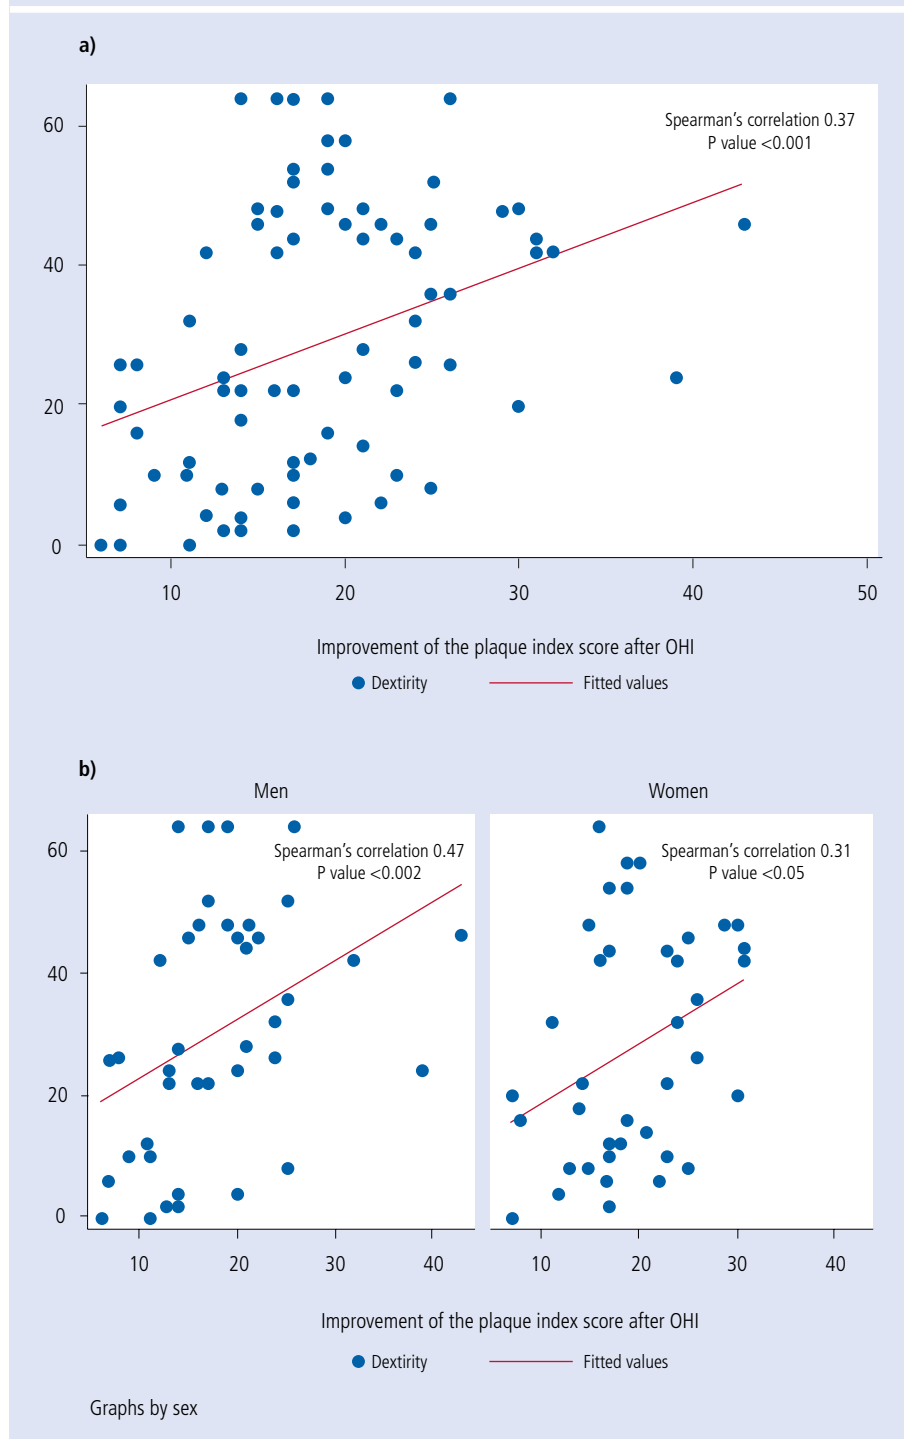 a)
Spearman's correlation 0.37
P value <0.001
60
40
20
0
10 20 30 40 50
Improvement of the plaque index score after OHI
Dextirity Fitted values
b)
Men Women
Spearman's correlation 0.47 Spearman's correlation 0.31
P value <0.002 P value <0.05
60
40
20
0
10 20 30 40 10 20 30 40
Improvement of the plaque index score after OHI
Dextirity Fitted values
Graphs by sex